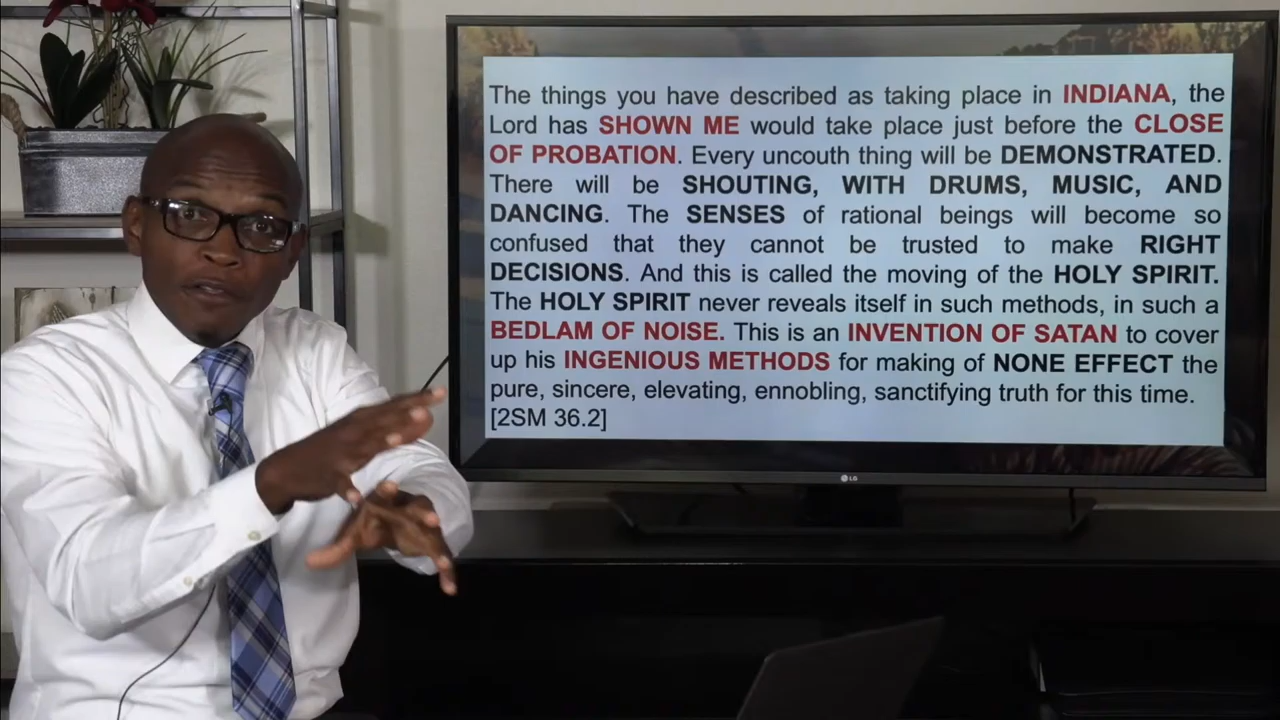 The things you have described as taking place in INDIANA, the
Lord has SHOWN ME would take place just before the CLOSE
OF PROBATION. Every uncouth thing will be DEMONSTRATED.
There will be SHOUTING, WITH DRUMS, MUSIC, AND
DANCING. The SENSES of rational beings will become so
confused that they cannot be trusted to make RIGHT
DECISIONS. And this is called the moving of the HOLY SPIRIT.
The HOLY SPIRIT never reveals itself in such methods, in such a
BEDLAM OF NOISE. This is an INVENTION OF SATAN to cover
up his INGENIOUS METHODS for making of NONE EFFECT the
pure, sincere, elevating, ennobling, sanctifying truth for this time.
[2SM 36.2]
LG